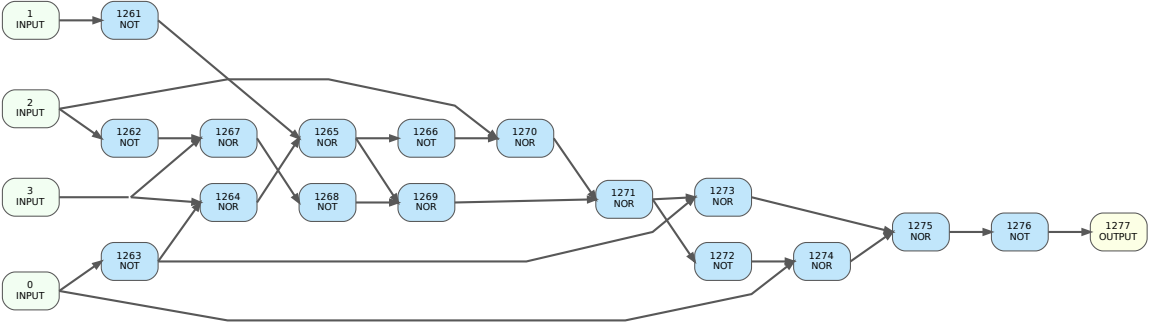 1
INPUT
1261
NOT
2
INPUT
1262
NOT
1267
NOR
1265
NOR
1266
NOT
1270
NOR
3
INPUT
1264
NOR
1268
NOT
1269
NOR
1271
NOR
1273
NOR
1275
NOR
1276
NOT
1277
OUTPUT
1263
NOT
1272
NOT
1274
NOR
0
INPUT